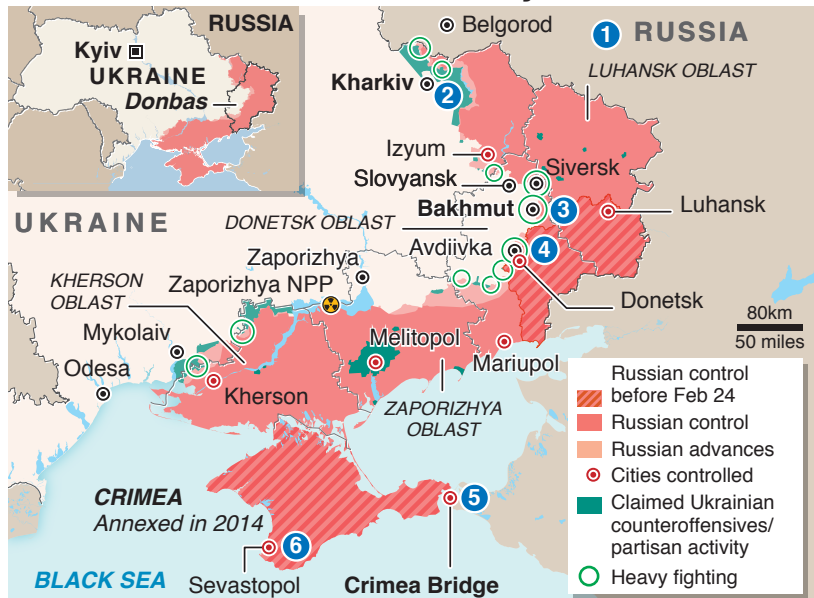 RUSSIA
Kyiv
UKRAINE
Donbas
Belgorod
1 RUSSIA
LUHANSK OBLAST
Kharkiv
2
Izyum
Siversk
Slovyansk
Bakhmut
3
Luhansk
UKRAINE
DONETSK OBLAST
Avdiivka
4
Zaporizhya
KHERSON
OBLAST
Zaporizhya NPP
Donetsk
80km
50 miles
Mykolaiv
Melitopol
Mariupol
Odesa
Kherson
ZAPORIZHYA
OBLAST
Russian control
before Feb 24
Russian control
Russian advances
Cities controlled
Claimed Ukrainian
counteroffensives/
partisan activity
Heavy fighting
CRIMEA
Annexed in 2014
5
6
BLACK SEA
Sevastopol
Crimea Bridge